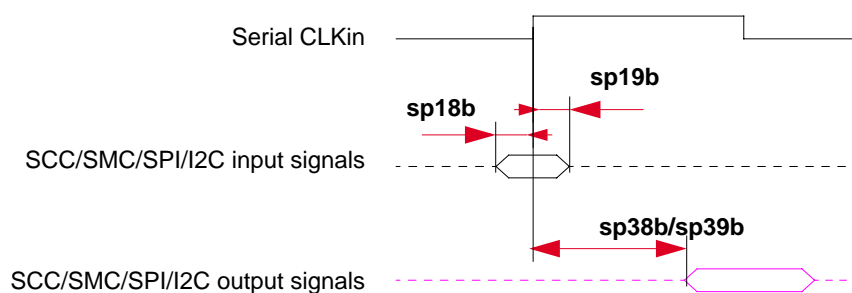 Serial CLKin
sp19b
sp18b
SCC/SMC/SPI/I2C input signals
sp38b/sp39b
SCC/SMC/SPI/I2C output signals